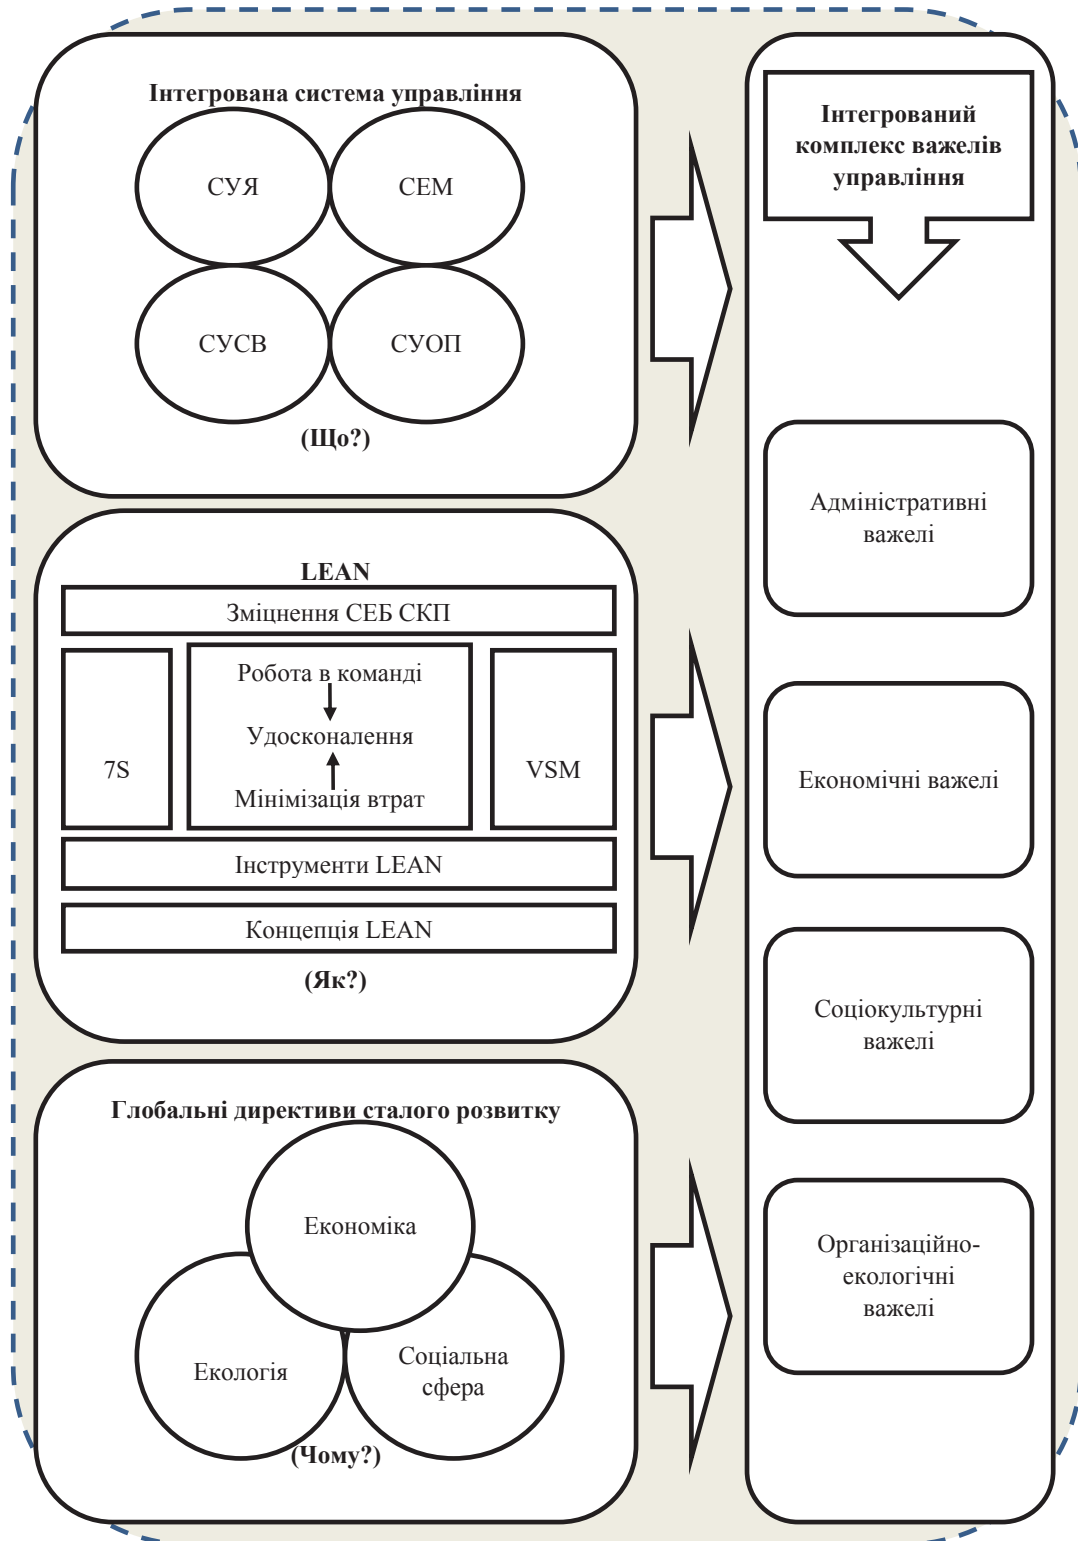 Інтегрована система управління
СУЯ
СЕМ
СУСВ
СУОП
(Що?)
LEAN
Зміцнення СЕБ СКП
7S
Робота в команді
Удосконалення
Мінімізація втрат
VSM
Інструменти LEAN
Концепція LEAN
(Як?)
Глобальні директиви сталого розвитку
Економіка
Екологія
Соціальна
сфера
(Чому?)
Інтегрований
комплекс важелів
управління
Адміністративні
важелі
Економічні важелі
Соціокультурні
важелі
Організаційно-
екологічні
важелі